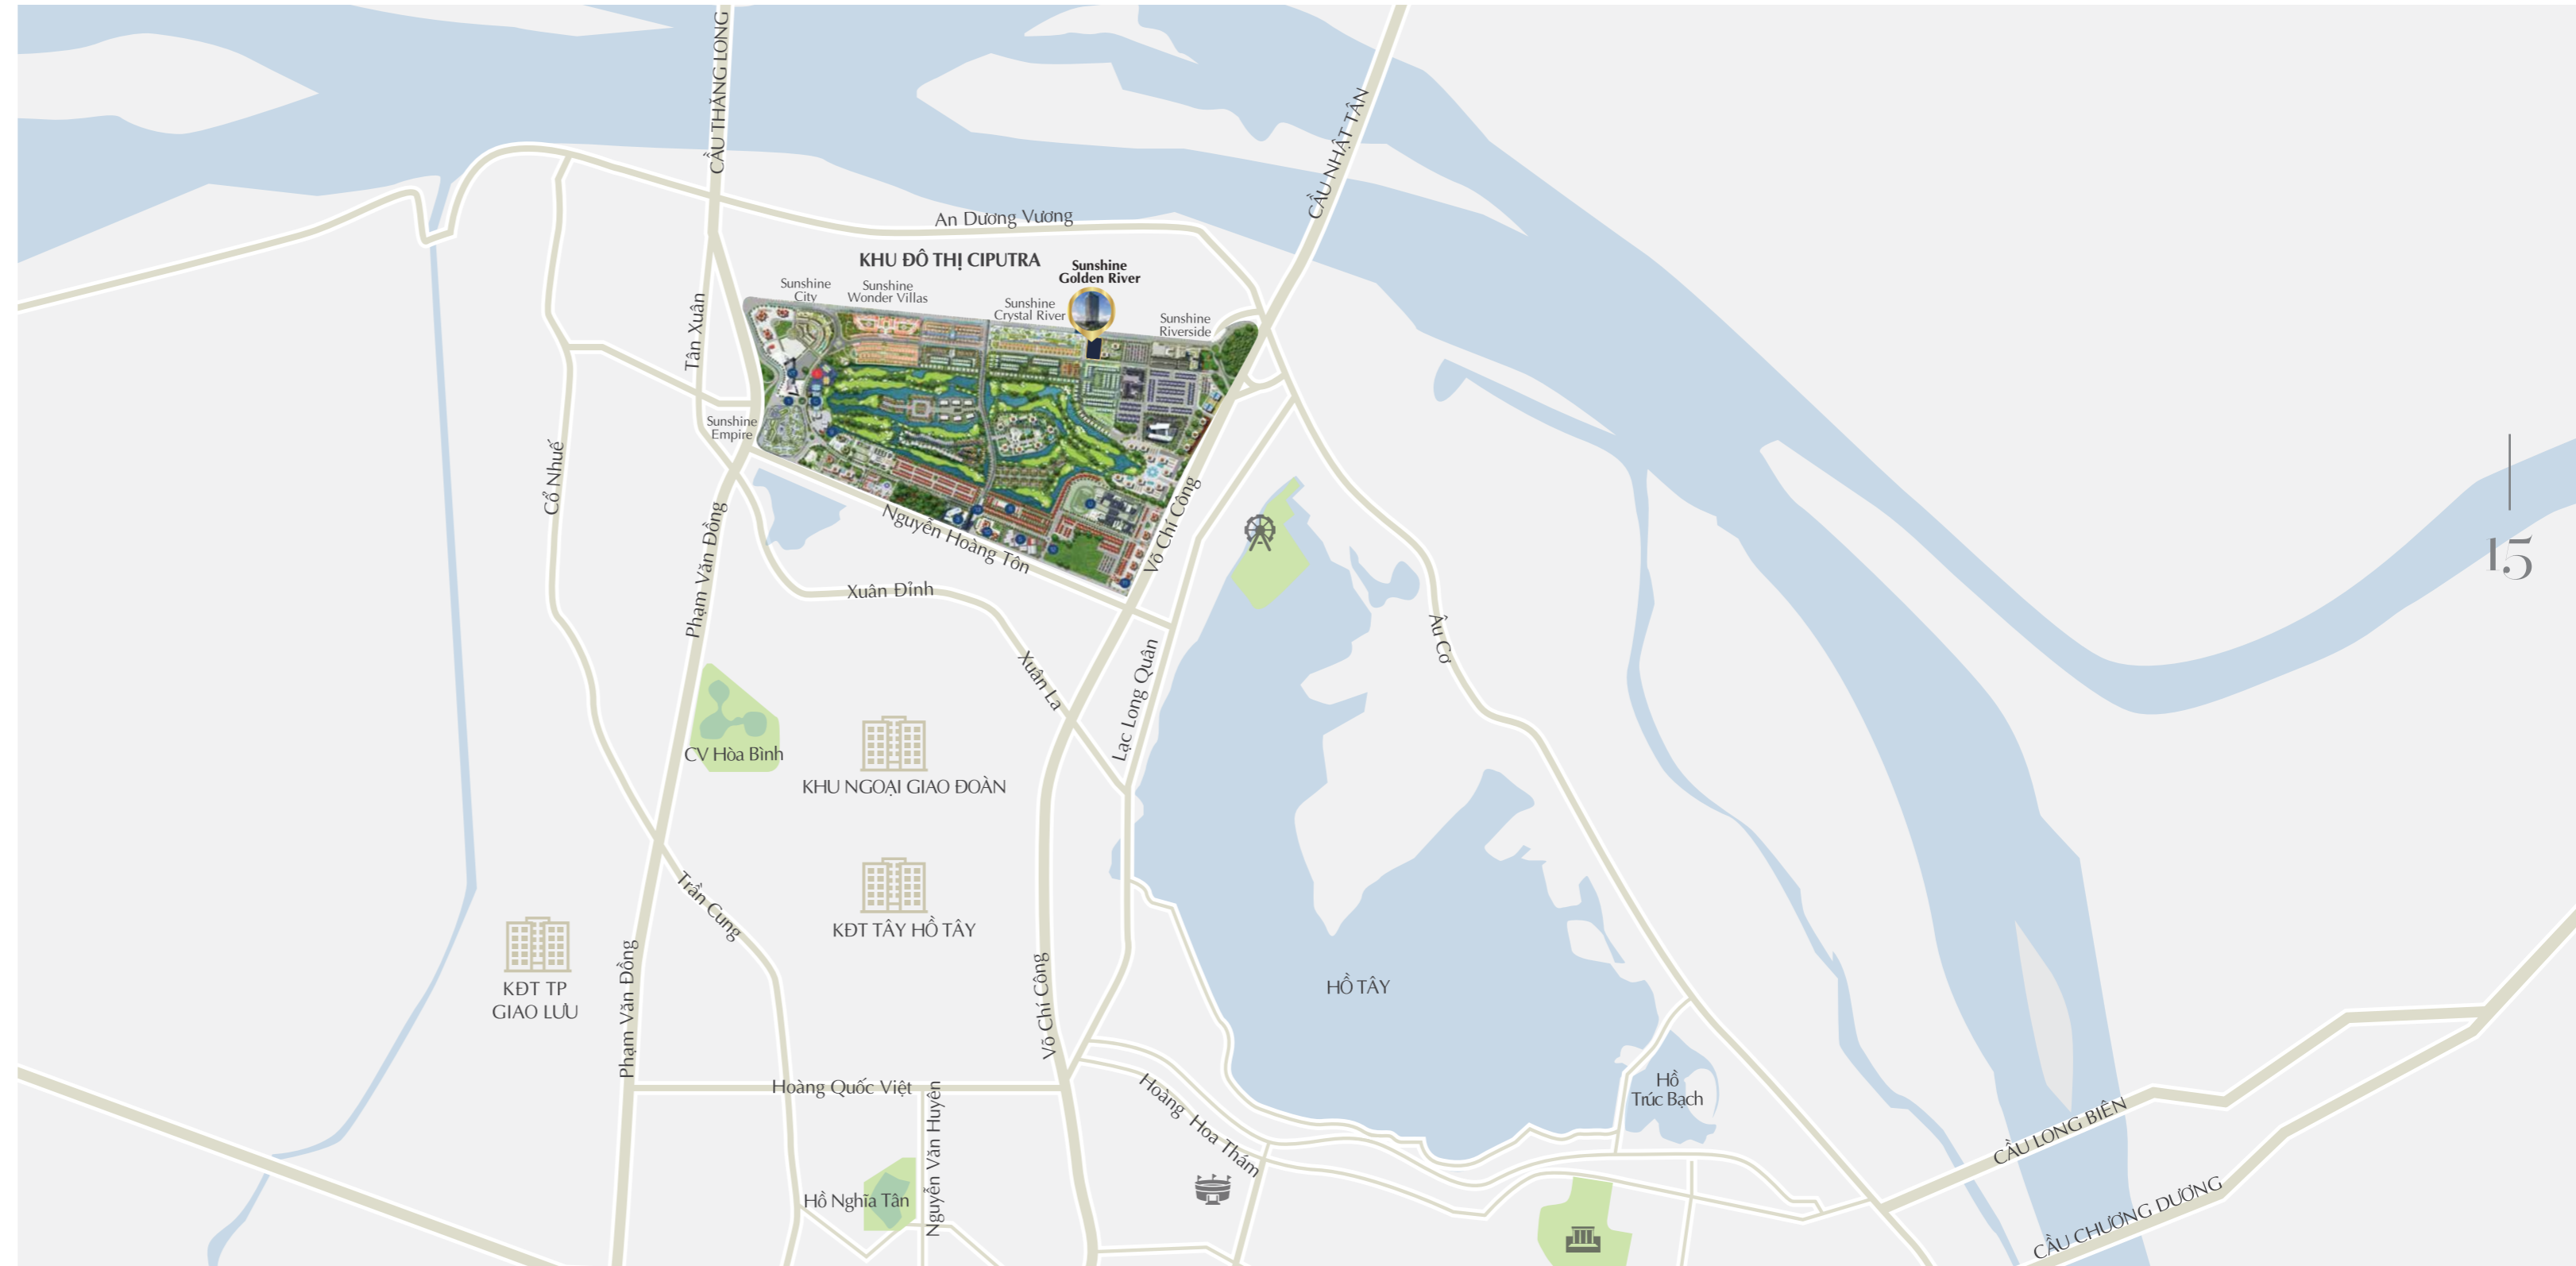 CẦU THĂNG LONG
CẦU NHẬT TÂN
An Dương Vương
KHU ĐÔ THỊ CIPUTRA
Sunshine
Golden River
Sunshine
City
Sunshine
Wonder Villas
Sunshine
Crystal River
Sunshine
Riverside
Tân Xuân
Sunshine
Empire
Cổ Nhuế
Phạm Văn Đồng
Nguyễn Hoàng Tôn
Võ Chí Công
15
Xuân Đỉnh
Xuân La
Lạc Long Quân
Âu Cơ
CV Hòa Bình
KHU NGOẠI GIAO ĐOÀN
Trần Cung
KĐT TÂY HỒ TÂY
KĐT TP
GIAO LƯU
Phạm Văn Đồng
Võ Chí Công
HỒ TÂY
Hoàng Quốc Việt
Nguyễn Văn Huyên
Hoàng Hoa Thám
Hồ
Trúc Bạch
CẦU LONG BIÊN
Hồ Nghĩa Tân
CẦU CHƯƠNG DƯƠNG